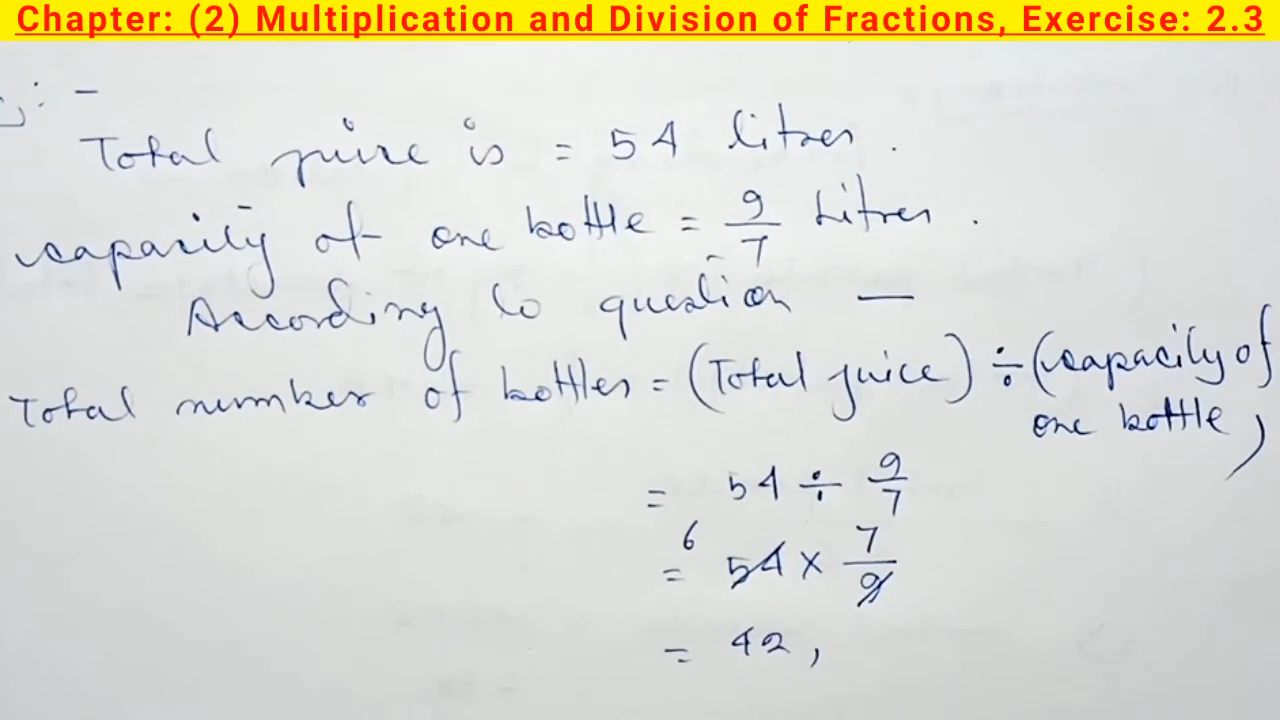 Chapter: (2) Multiplication and Division of Fractions, Exercise: 2.3
:-
Total juice is = 54 litres.
capacity of one bottle = 9/7 Litres.
According to question —
Total number of bottles = (Total juice) ÷ (capacity of
one bottle)
= 54 ÷ 9/7
6
= 54 × 7/9
= 42,